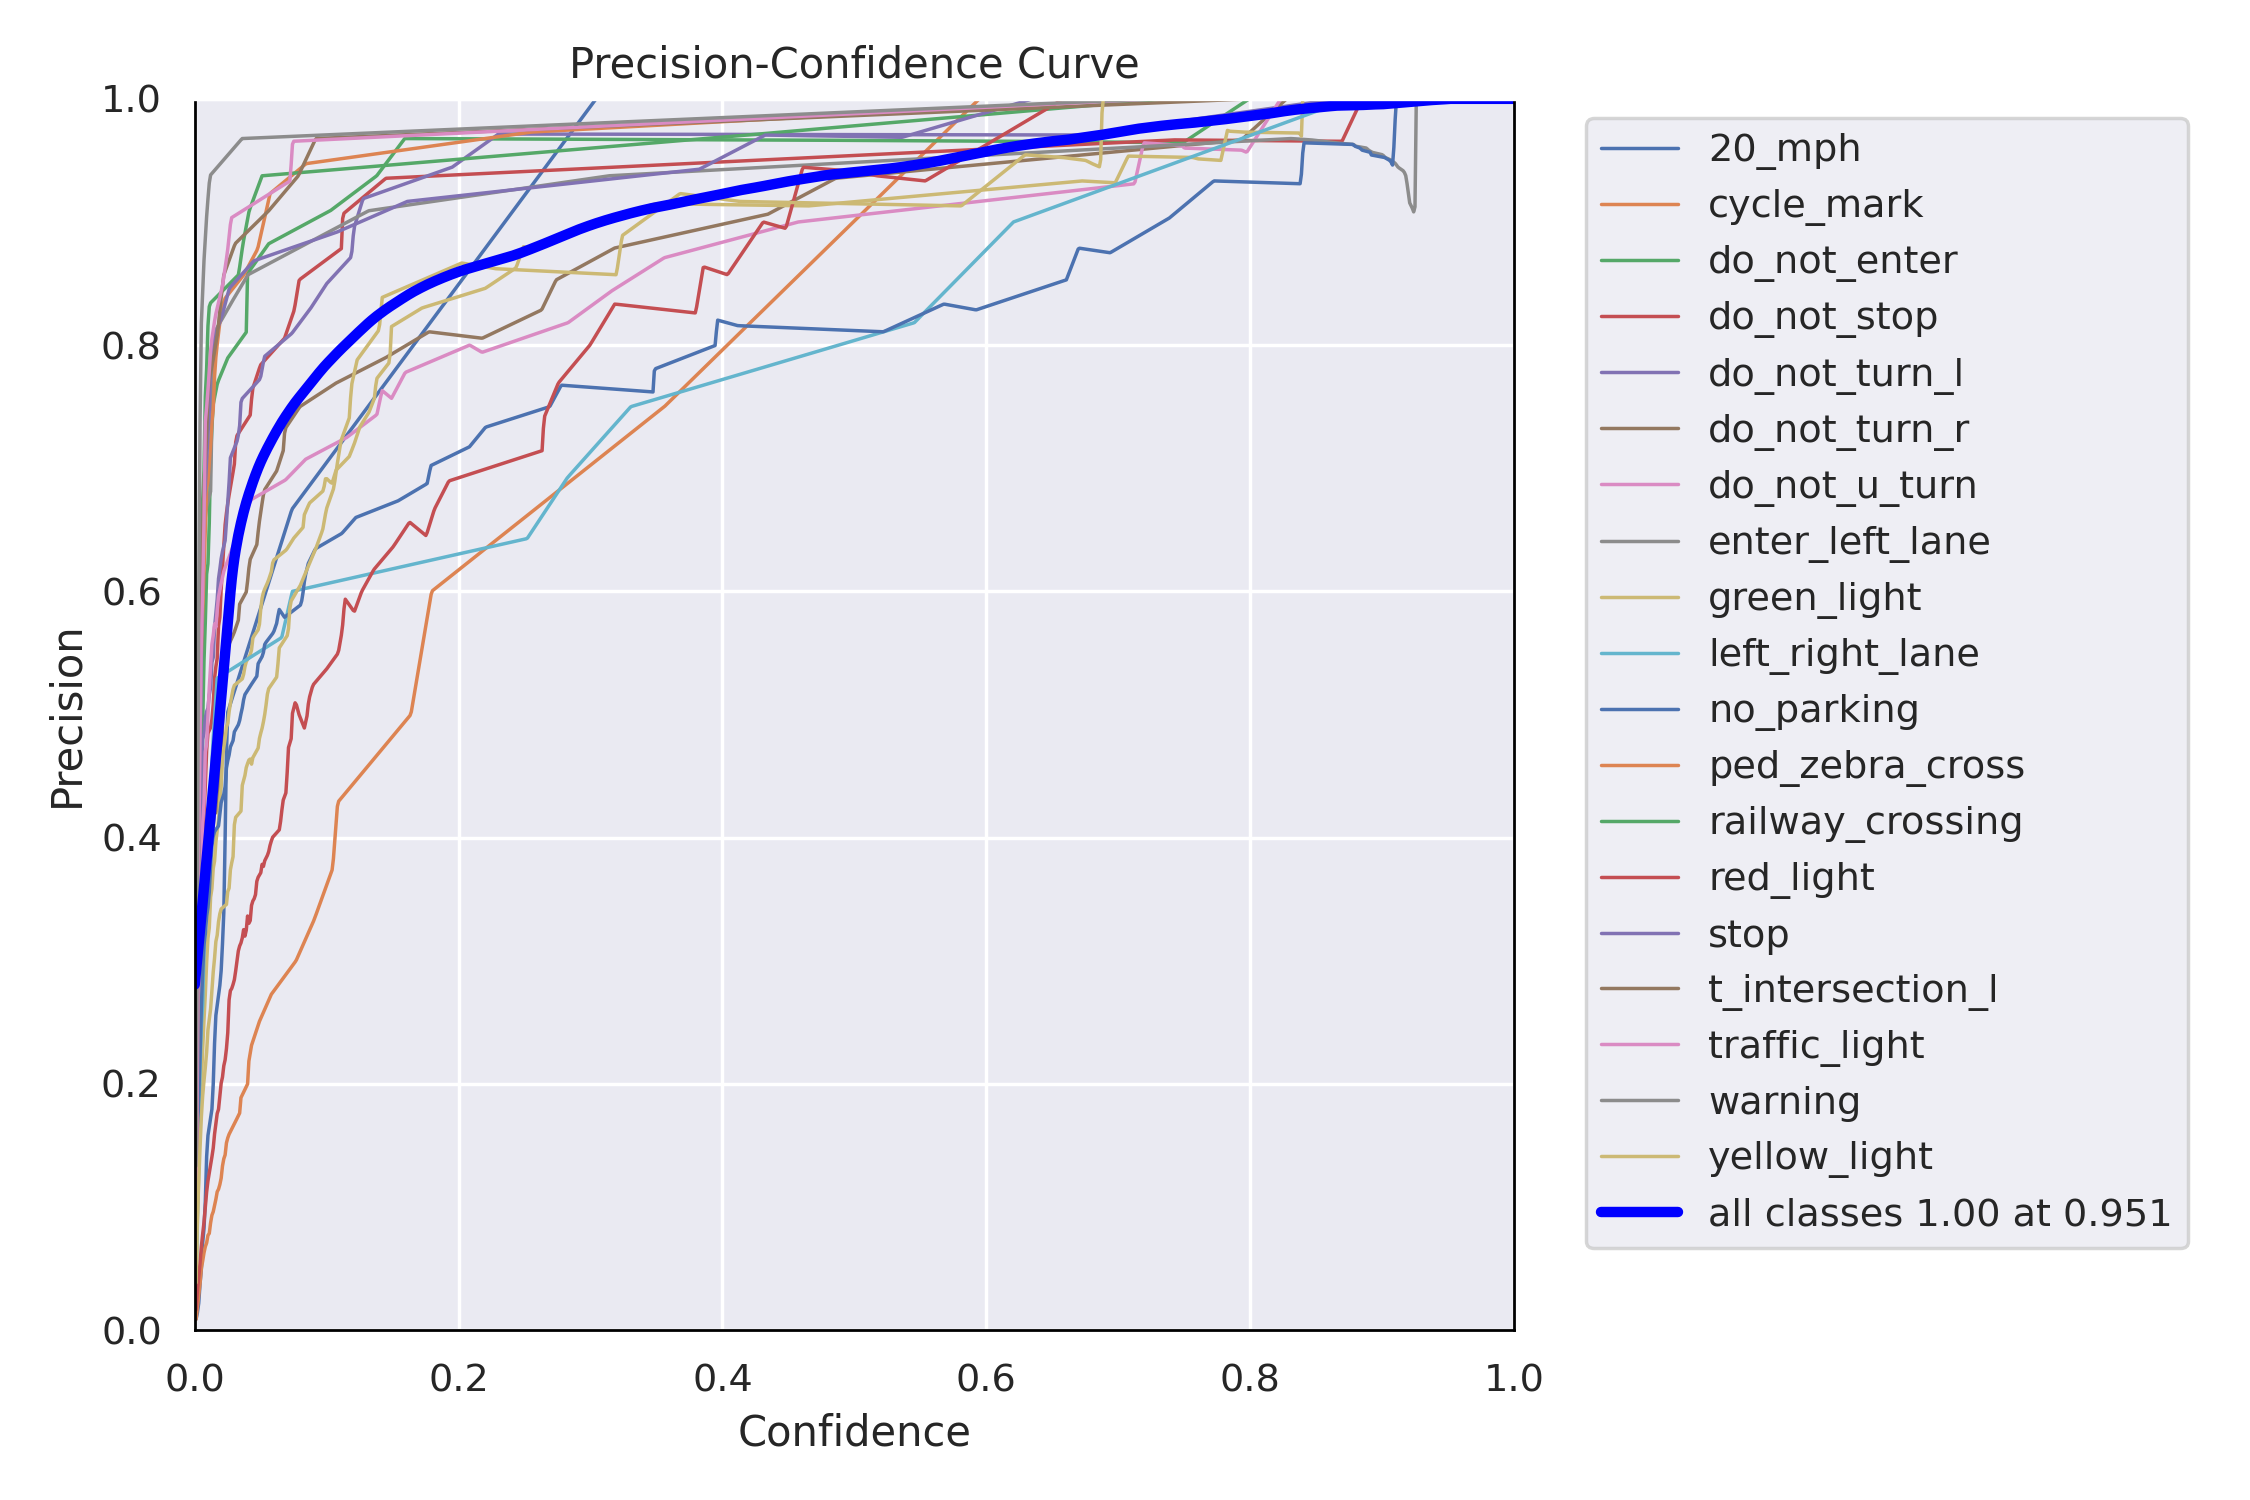 Precision-Confidence Curve
1.0
0.8
0.6
0.4
0.2
0.0
Precision
0.0 0.2 0.4 0.6 0.8 1.0
Confidence
20_mph
cycle_mark
do_not_enter
do_not_stop
do_not_turn_l
do_not_turn_r
do_not_u_turn
enter_left_lane
green_light
left_right_lane
no_parking
ped_zebra_cross
railway_crossing
red_light
stop
t_intersection_l
traffic_light
warning
yellow_light
all classes 1.00 at 0.951